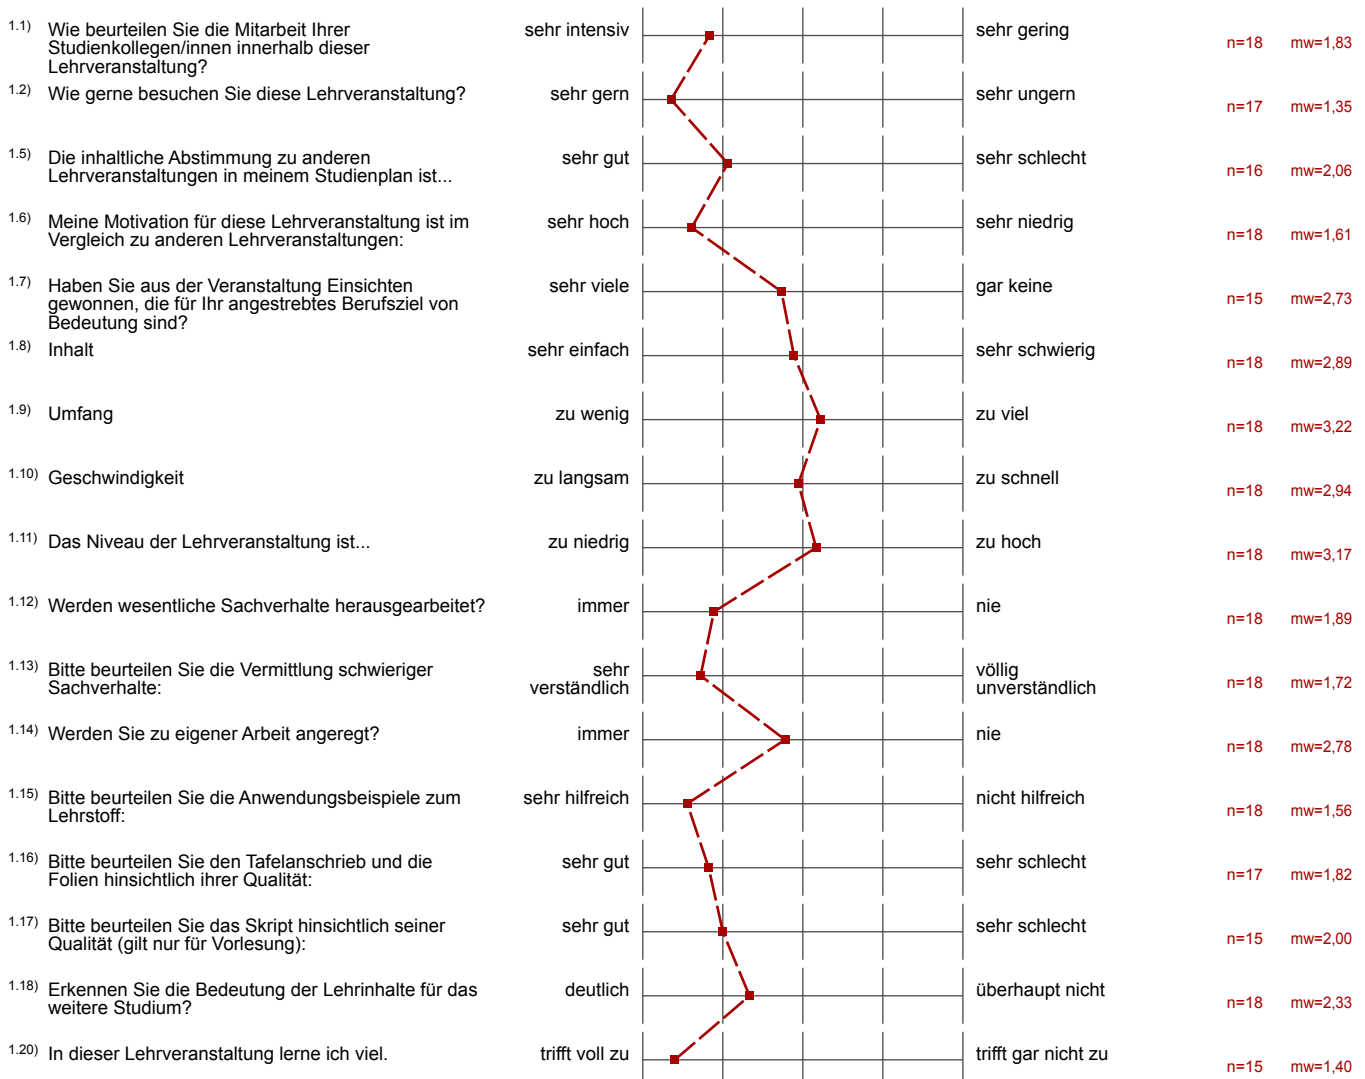 1.1) Wie beurteilen Sie die Mitarbeit Ihrer sehr intensiv sehr gering
Studienkollegen/innen innerhalb dieser n=18 mw=1,83
Lehrveranstaltung?
1.2) Wie gerne besuchen Sie diese Lehrveranstaltung? sehr gern sehr ungern
n=17 mw=1,35
1.5) Die inhaltliche Abstimmung zu anderen sehr gut sehr schlecht
Lehrveranstaltungen in meinem Studienplan ist... n=16 mw=2,06
1.6) Meine Motivation für diese Lehrveranstaltung ist im sehr hoch sehr niedrig
Vergleich zu anderen Lehrveranstaltungen: n=18 mw=1,61
1.7) Haben Sie aus der Veranstaltung Einsichten sehr viele gar keine
gewonnen, die für Ihr angestrebtes Berufsziel von n=15 mw=2,73
Bedeutung sind?
1.8) Inhalt sehr einfach sehr schwierig
n=18 mw=2,89
1.9) Umfang zu wenig zu viel
n=18 mw=3,22
1.10) Geschwindigkeit zu langsam zu schnell
n=18 mw=2,94
1.11) Das Niveau der Lehrveranstaltung ist... zu niedrig zu hoch
n=18 mw=3,17
1.12) Werden wesentliche Sachverhalte herausgearbeitet? immer nie
n=18 mw=1,89
1.13) Bitte beurteilen Sie die Vermittlung schwieriger sehr völlig
Sachverhalte: verständlich unverständlich n=18 mw=1,72
1.14) Werden Sie zu eigener Arbeit angeregt? immer nie
n=18 mw=2,78
1.15) Bitte beurteilen Sie die Anwendungsbeispiele zum sehr hilfreich nicht hilfreich
Lehrstoff: n=18 mw=1,56
1.16) Bitte beurteilen Sie den Tafelanschrieb und die sehr gut sehr schlecht
Folien hinsichtlich ihrer Qualität: n=17 mw=1,82
1.17) Bitte beurteilen Sie das Skript hinsichtlich seiner sehr gut sehr schlecht
Qualität (gilt nur für Vorlesung): n=15 mw=2,00
1.18) Erkennen Sie die Bedeutung der Lehrinhalte für das deutlich überhaupt nicht
weitere Studium? n=18 mw=2,33
1.20) In dieser Lehrveranstaltung lerne ich viel. trifft voll zu trifft gar nicht zu
n=15 mw=1,40